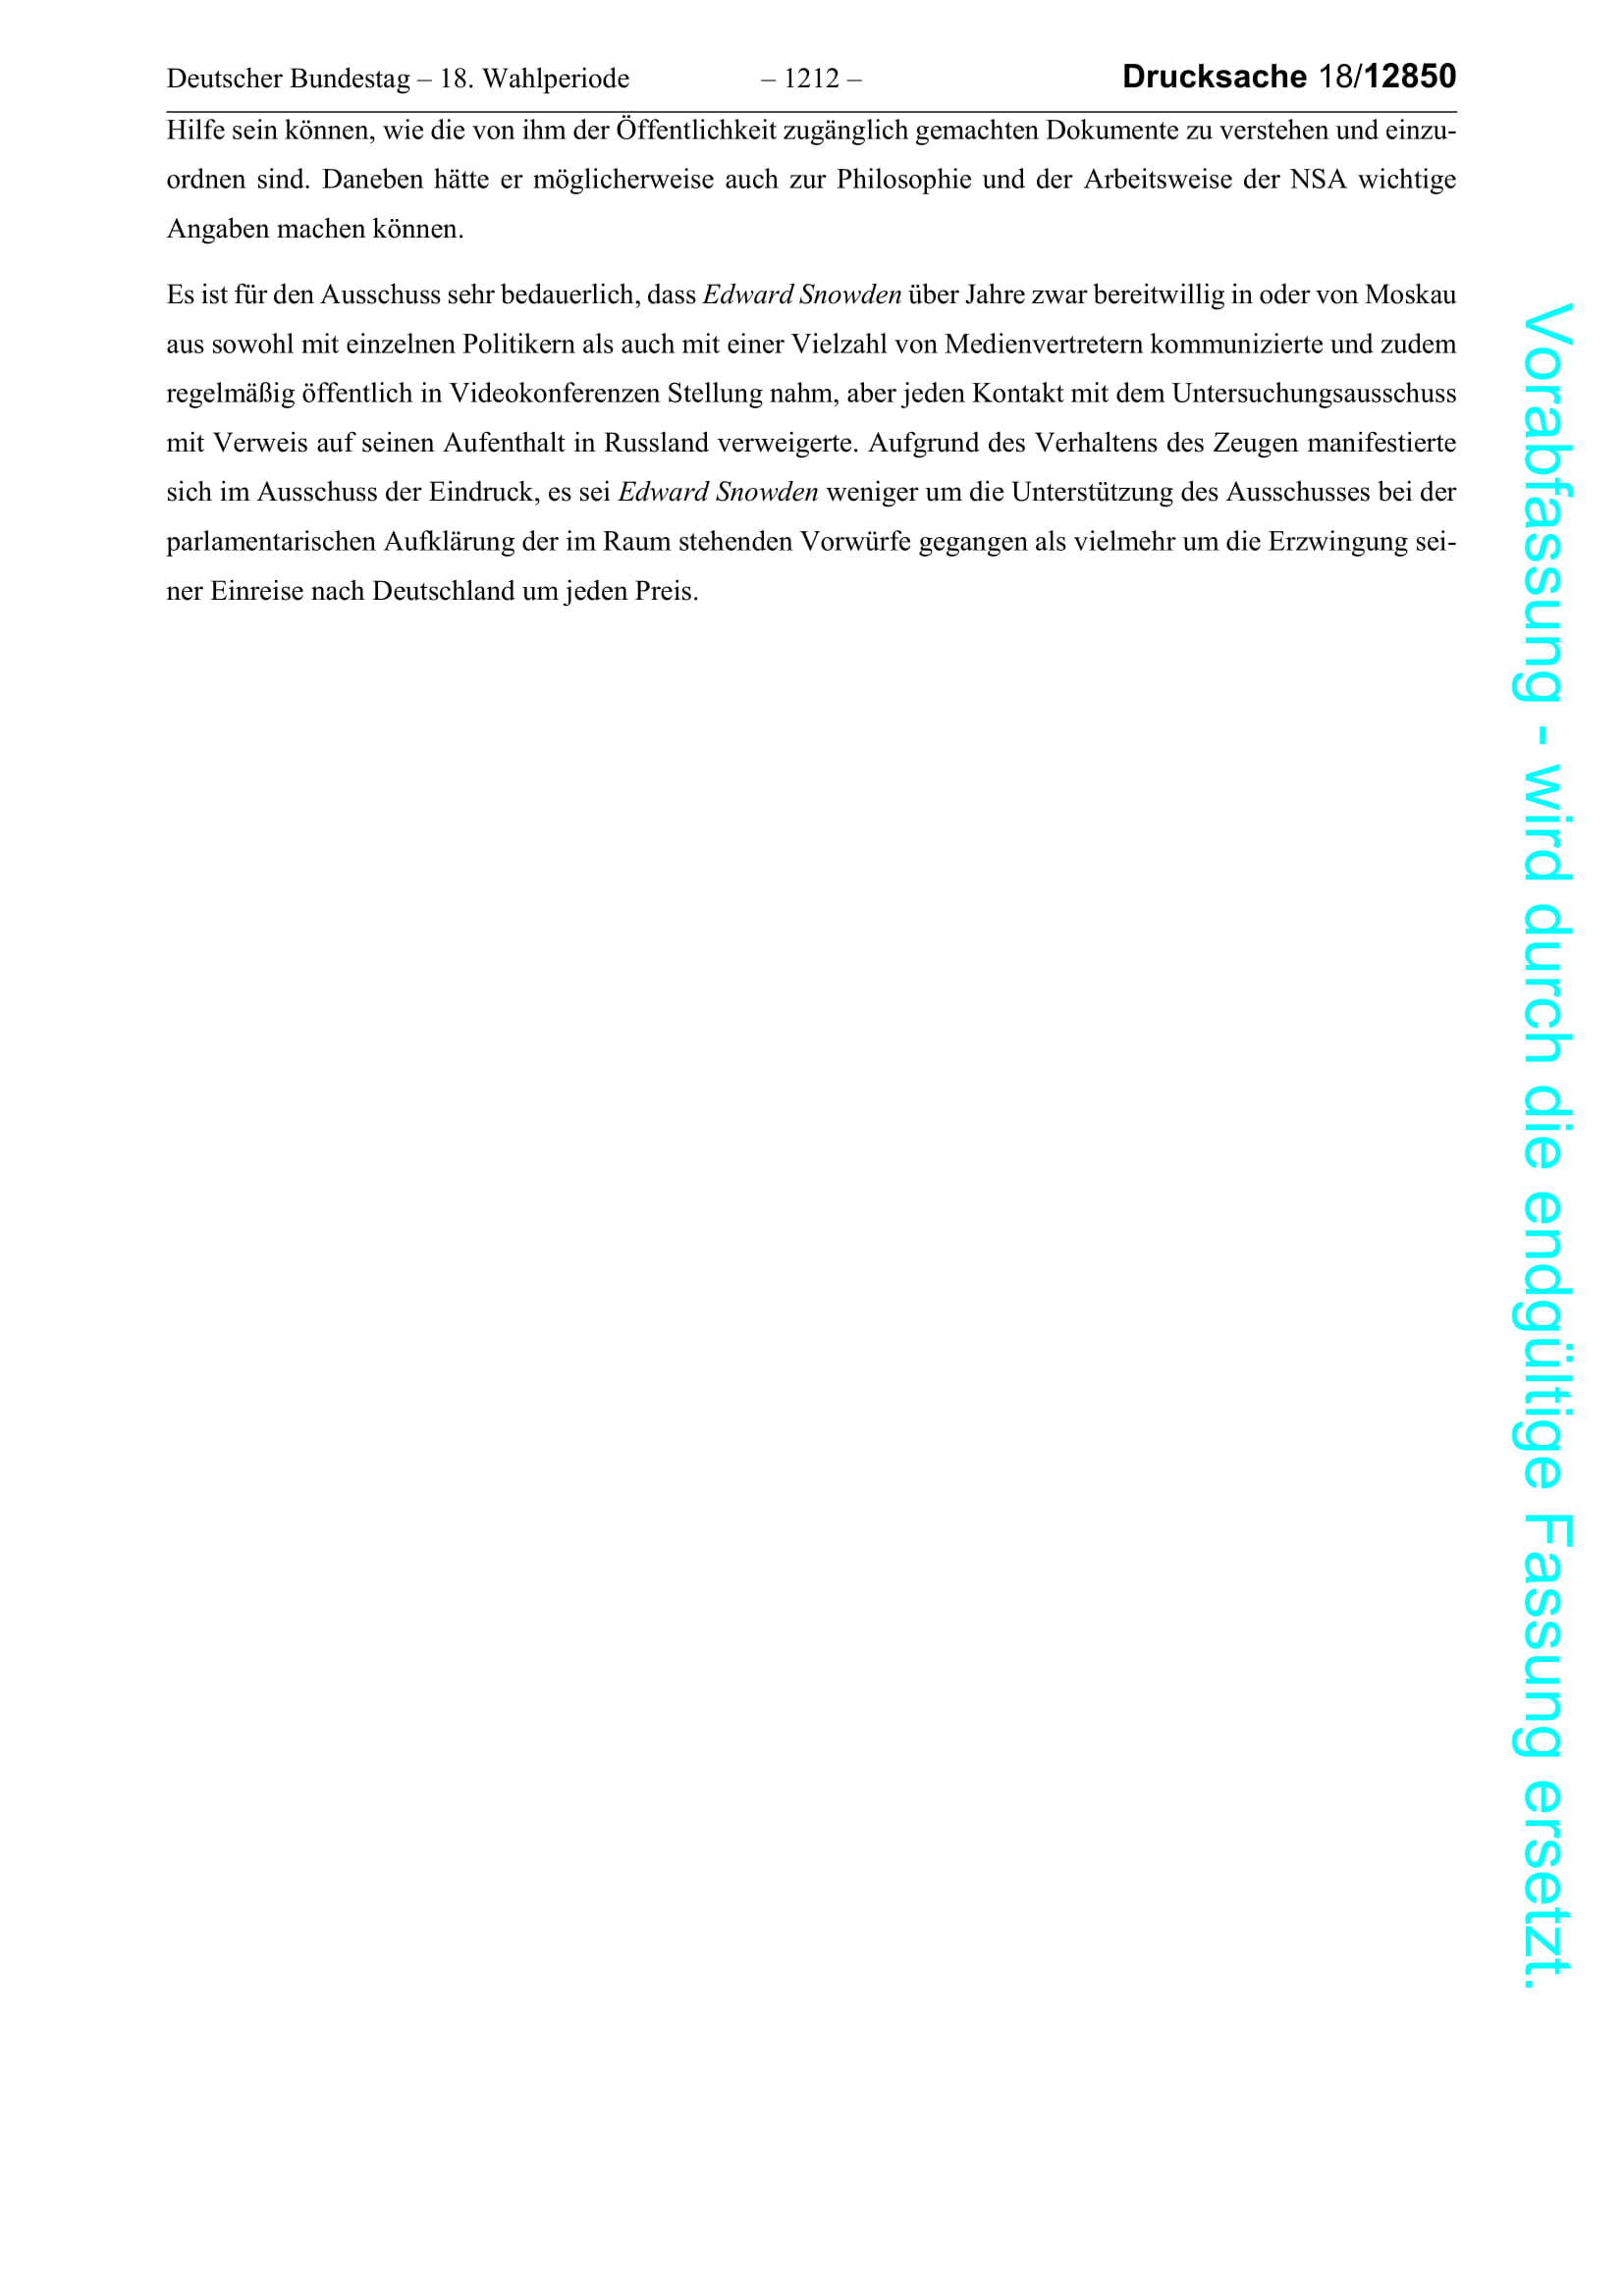 Deutscher Bundestag – 18. Wahlperiode – 1212 – Drucksache 18/12850
Hilfe sein können, wie die von ihm der Öffentlichkeit zugänglich gemachten Dokumente zu verstehen und einzu-
ordnen sind. Daneben hätte er möglicherweise auch zur Philosophie und der Arbeitsweise der NSA wichtige
Angaben machen können.
Es ist für den Ausschuss sehr bedauerlich, dass Edward Snowden über Jahre zwar bereitwillig in oder von Moskau
aus sowohl mit einzelnen Politikern als auch mit einer Vielzahl von Medienvertretern kommunizierte und zudem
regelmäßig öffentlich in Videokonferenzen Stellung nahm, aber jeden Kontakt mit dem Untersuchungsausschuss
mit Verweis auf seinen Aufenthalt in Russland verweigerte. Aufgrund des Verhaltens des Zeugen manifestierte
sich im Ausschuss der Eindruck, es sei Edward Snowden weniger um die Unterstützung des Ausschusses bei der
parlamentarischen Aufklärung der im Raum stehenden Vorwürfe gegangen als vielmehr um die Erzwingung sei-
ner Einreise nach Deutschland um jeden Preis.
Vorabfassung - wird durch die endgültige Fassung ersetzt.